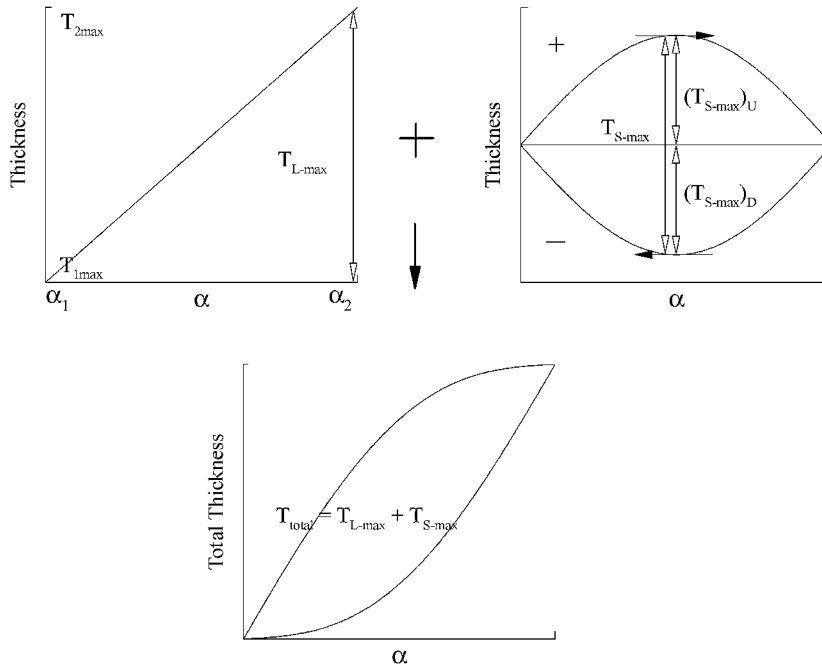 T2max
Thickness
TL-max
T1max
α1
α
α2
+
+
(TS-max)U
TS-max
Thickness
(TS-max)D
−
α
Total Thickness
Ttotal = TL-max + TS-max
α